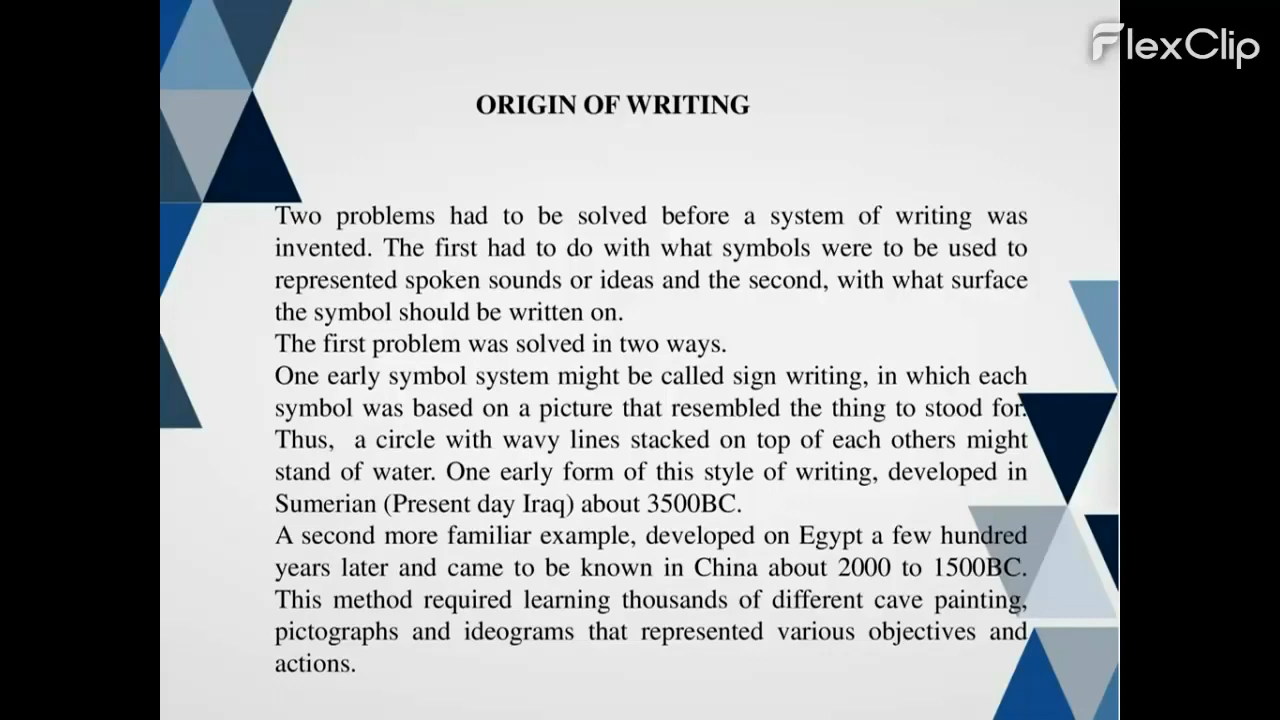 FlexClip
ORIGIN OF WRITING
Two problems had to be solved before a system of writing was
invented. The first had to do with what symbols were to be used to
represented spoken sounds or ideas and the second, with what surface
the symbol should be written on.
The first problem was solved in two ways.
One early symbol system might be called sign writing, in which each
symbol was based on a picture that resembled the thing to stood for.
Thus, a circle with wavy lines stacked on top of each others might
stand of water. One early form of this style of writing, developed in
Sumerian (Present day Iraq) about 3500BC.
A second more familiar example, developed on Egypt a few hundred
years later and came to be known in China about 2000 to 1500BC.
This method required learning thousands of different cave painting,
pictographs and ideograms that represented various objectives and
actions.